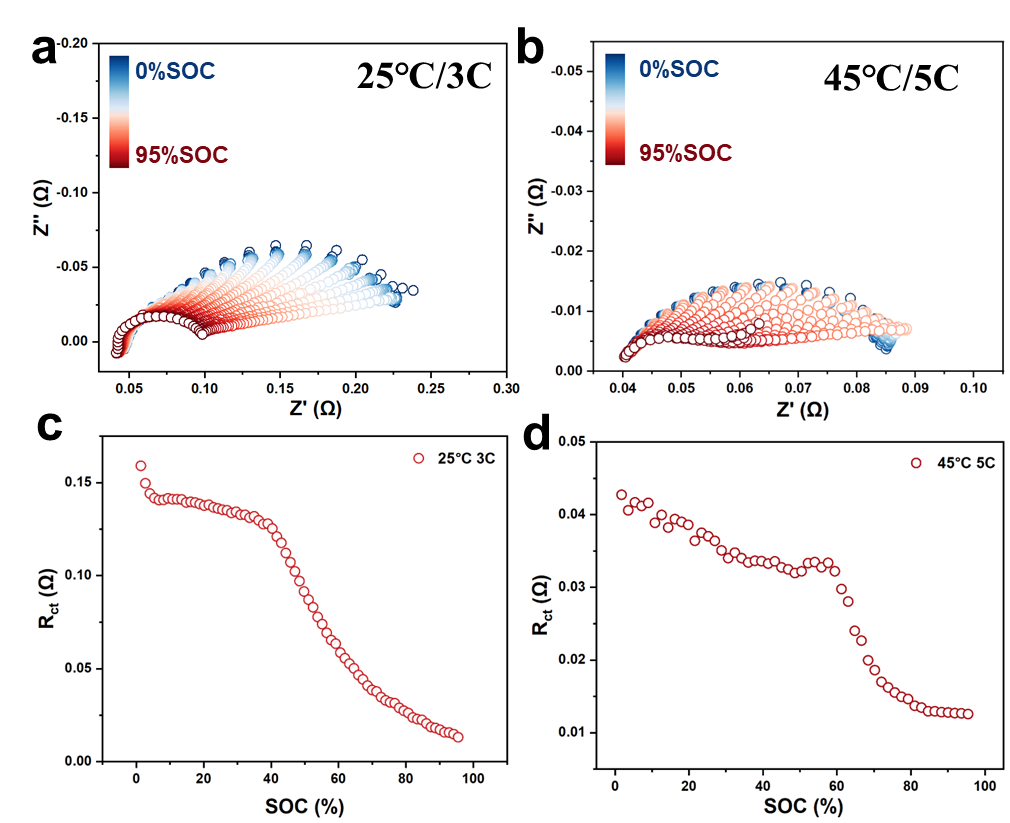 a
-0.20
-0.15
-0.10
-0.05
0.00
Z'' (Ω)
0%SOC
95%SOC
25°C/3C
0.05 0.10 0.15 0.20 0.25 0.30
Z' (Ω)
b
-0.05
-0.04
-0.03
-0.02
-0.01
0.00
Z'' (Ω)
0%SOC
95%SOC
45°C/5C
0.04 0.05 0.06 0.07 0.08 0.09 0.10
Z' (Ω)
c
0.15
0.10
0.05
0.00
Rct (Ω)
25°C 3C
0 20 40 60 80 100
SOC (%)
d
0.05
0.04
0.03
0.02
0.01
Rct (Ω)
45°C 5C
0 20 40 60 80 100
SOC (%)